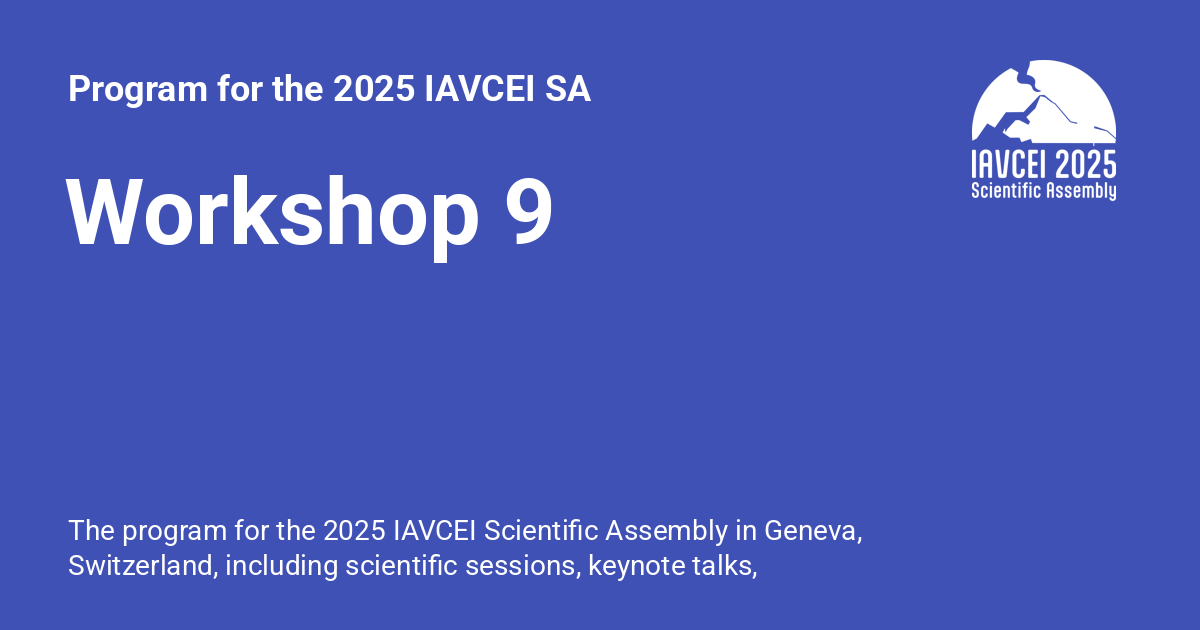 Program for the 2025 IAVCEI SA
Workshop 9
IAVCEI 2025
Scientific Assembly
The program for the 2025 IAVCEI Scientific Assembly in Geneva,
Switzerland, including scientific sessions, keynote talks,